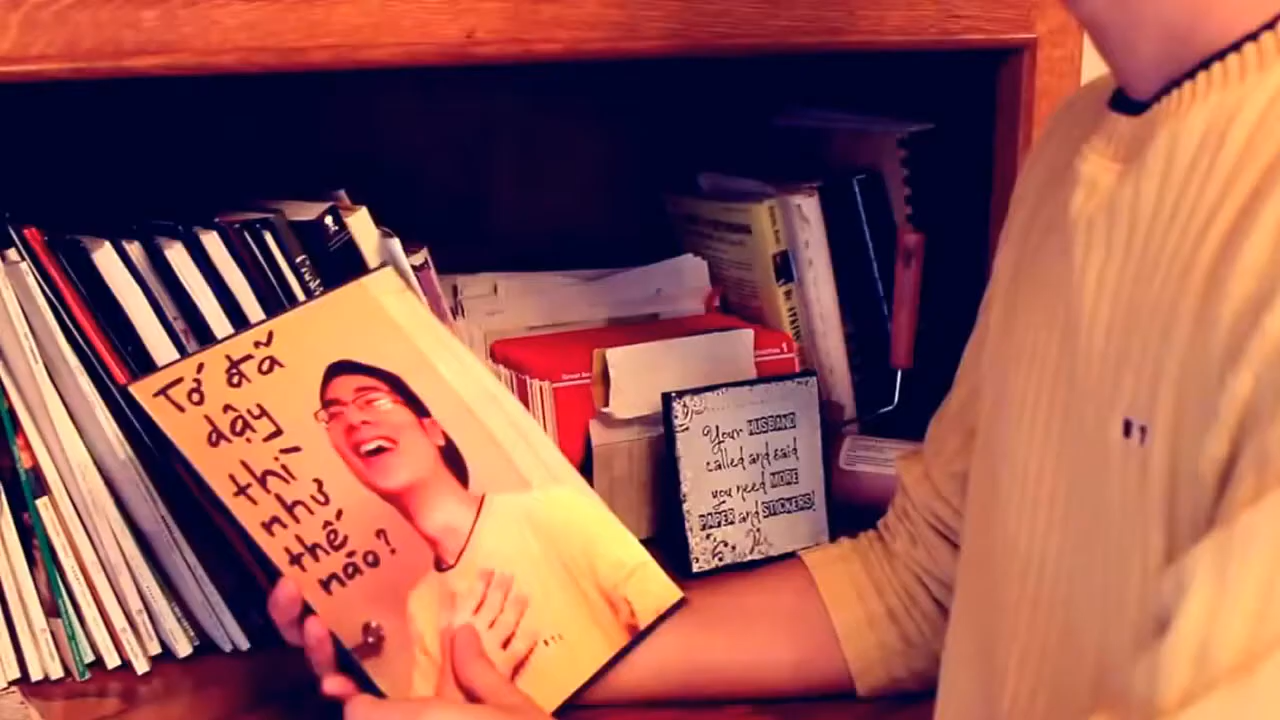 Tớ đã
dậy
thì
như
thế
nào?
Your HUSBAND
called and said
you need MORE
PAPER and STICKERS!